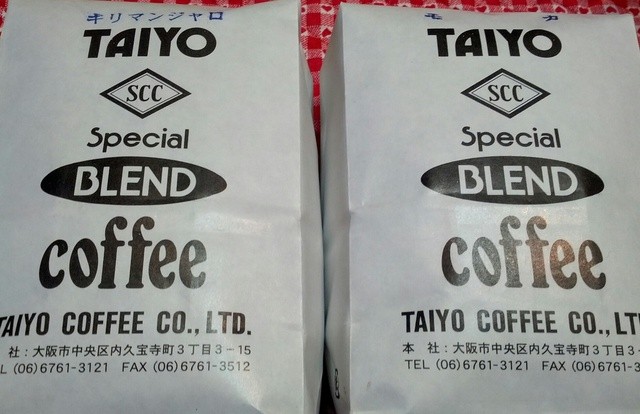 キリマンジャロ
TAIYO
SCC
Special
BLEND
coffee
TAIYO COFFEE CO., LTD.
社:大阪市中央区内久宝寺町3丁目3-15
L (06)6761-3121 FAX (06)6761-3512
モカ
TAIYO
SCC
Special
BLEND
coffee
TAIYO COFFEE CO., LT
本 社:大阪市中央区内久宝寺町3丁目3-
TEL (06)6761-3121 FAX (06)6761-3